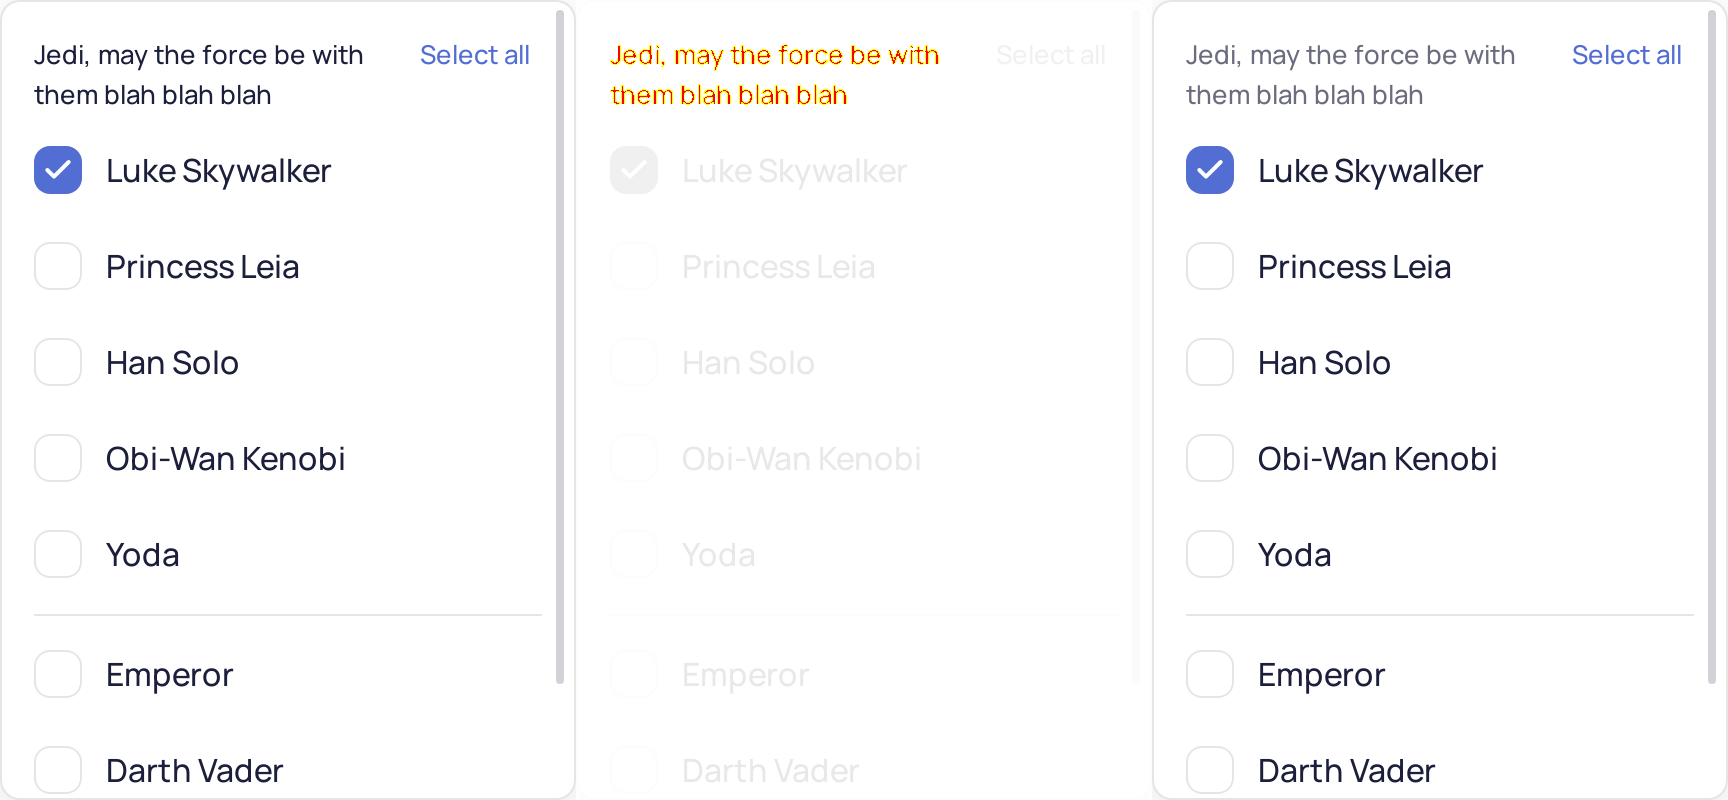 Jedi, may the force be with
them blah blah blah
Select all
Luke Skywalker
Princess Leia
Han Solo
Obi-Wan Kenobi
Yoda
Emperor
Darth Vader
Jedi, may the force be with
them blah blah blah
Select all
Luke Skywalker
Princess Leia
Han Solo
Obi-Wan Kenobi
Yoda
Emperor
Darth Vader
Jedi, may the force be with
them blah blah blah
Select all
Luke Skywalker
Princess Leia
Han Solo
Obi-Wan Kenobi
Yoda
Emperor
Darth Vader